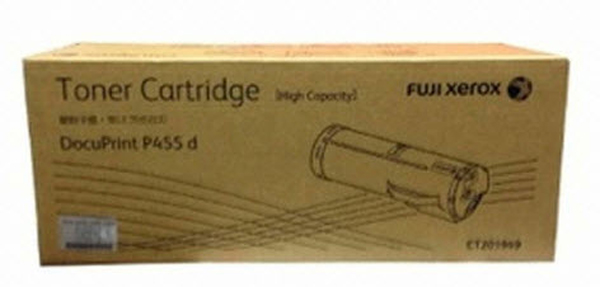 Toner Cartridge [High Capacity]
FUJI xerox
DocuPrint P455 d
CT201949